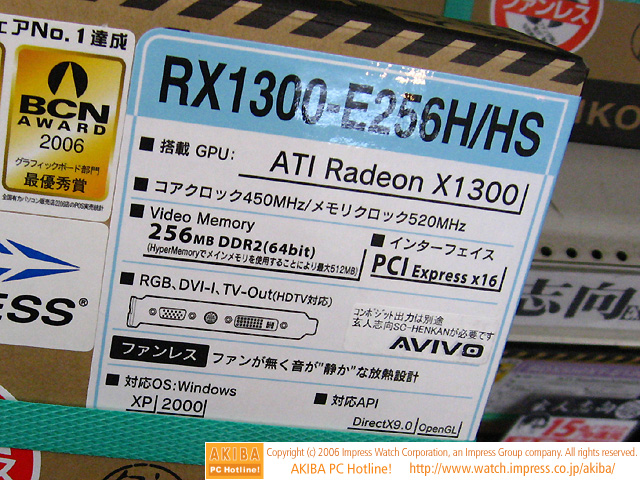 ェアNo.1達成
BCN
AWARD
2006
グラフィックボード部門
最優秀賞
ESS®
ファンレス
RX1300-E256H/HS
■搭載 GPU: ATI Radeon X1300
■コアクロック450MHz/メモリクロック520MHz
■Video Memory
256MB DDR2(64bit)
(HyperMemoryでメインメモリを使用することにより最大512MB)
■インターフェイス
PCI Express x16
■RGB, DVI-I, TV-Out(HDTV対応)
コンポジット出力は別途
玄人志向SC-HENKANが必要です
AVIVO
ファンレス ファンが無く音が"静か"な放熱設計
■対応OS:Windows
XP 2000
■対応API
DirectX9.0 OpenGL
志向
AKIBA
PC Hotline!
Copyright (c) 2006 Impress Watch Corporation, an Impress Group company. All rights reserved.
AKIBA PC Hotline! http://www.watch.impress.co.jp/akiba/